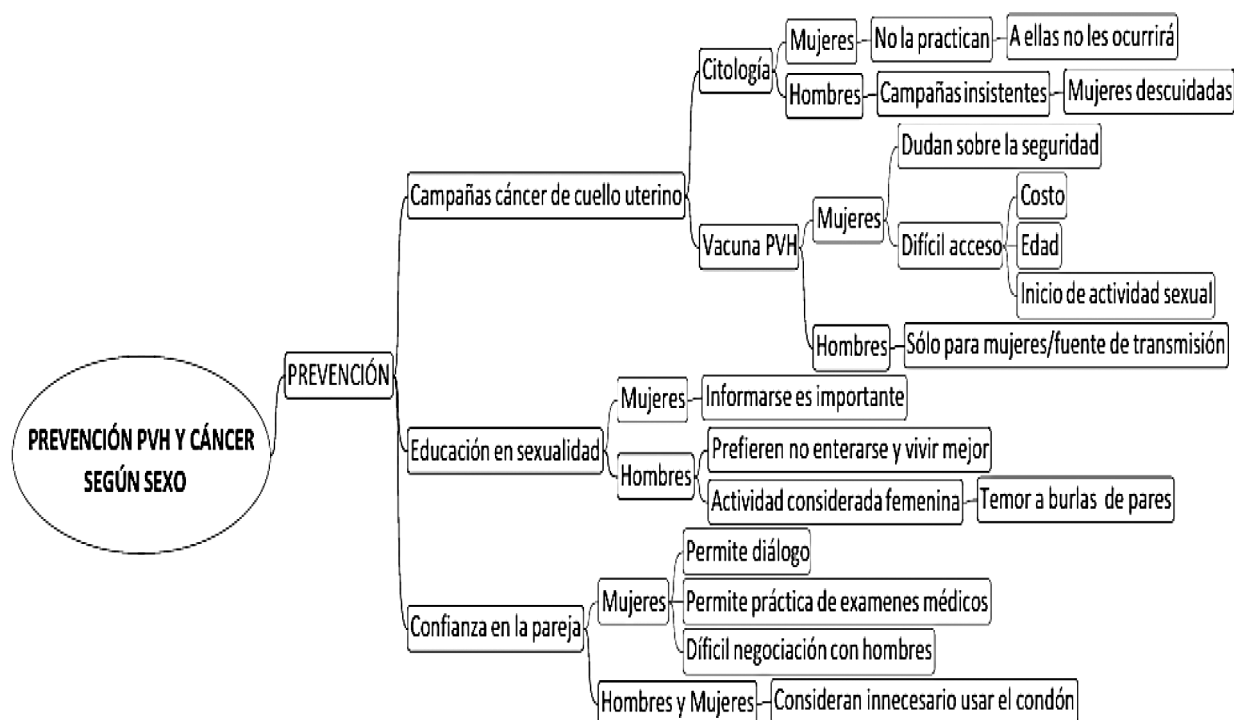 PREVENCIÓN PVH Y CÁNCER
SEGÚN SEXO
PREVENCIÓN
Campañas cáncer de cuello uterino
Citología
Mujeres
No la practican
A ellas no les ocurrirá
Hombres
Campañas insistentes
Mujeres descuidadas
Vacuna PVH
Mujeres
Dudan sobre la seguridad
Difícil acceso
Costo
Edad
Inicio de actividad sexual
Hombres
Sólo para mujeres/fuente de transmisión
Educación en sexualidad
Mujeres
Informarse es importante
Hombres
Prefieren no enterarse y vivir mejor
Actividad considerada femenina
Temor a burlas de pares
Confianza en la pareja
Mujeres
Permite diálogo
Permite práctica de examenes médicos
Díficil negociación con hombres
Hombres y Mujeres
Consideran innecesario usar el condón